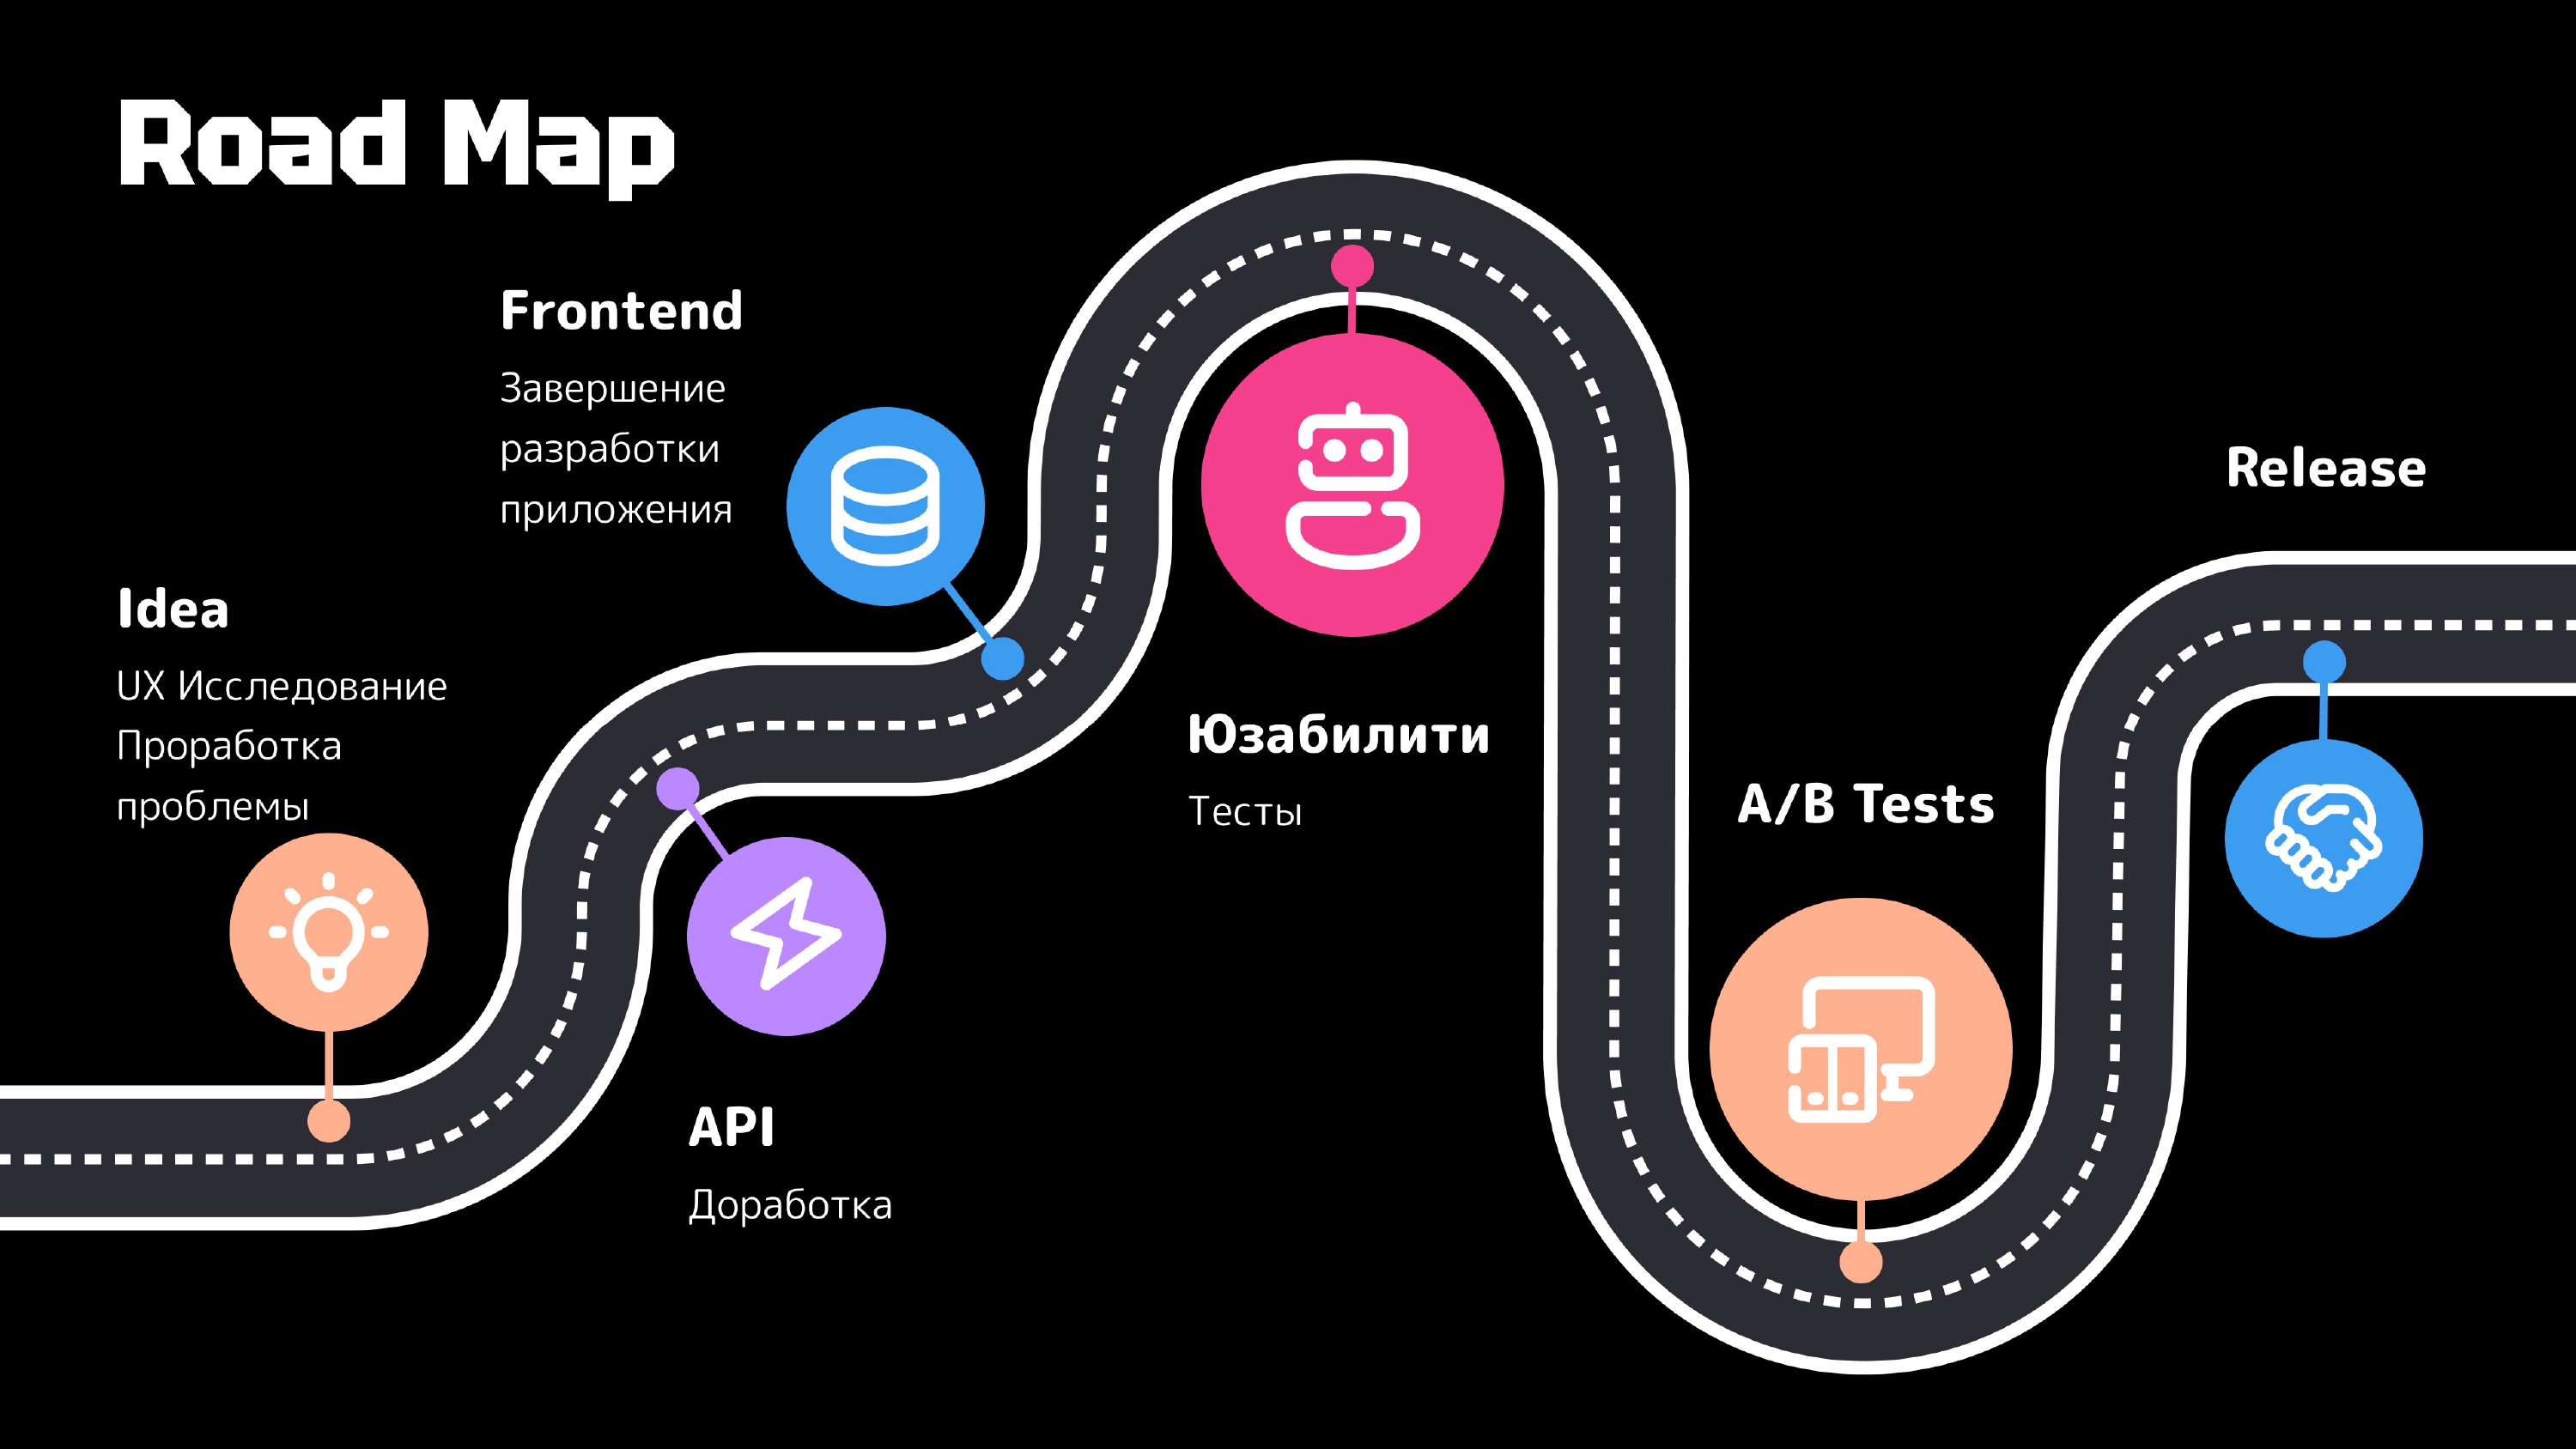 Road Map
Idea
UX Исследование
Проработка
проблемы
API
Доработка
Frontend
Завершение
разработки
приложения
Юзабилити
Тесты
A/B Tests
Release